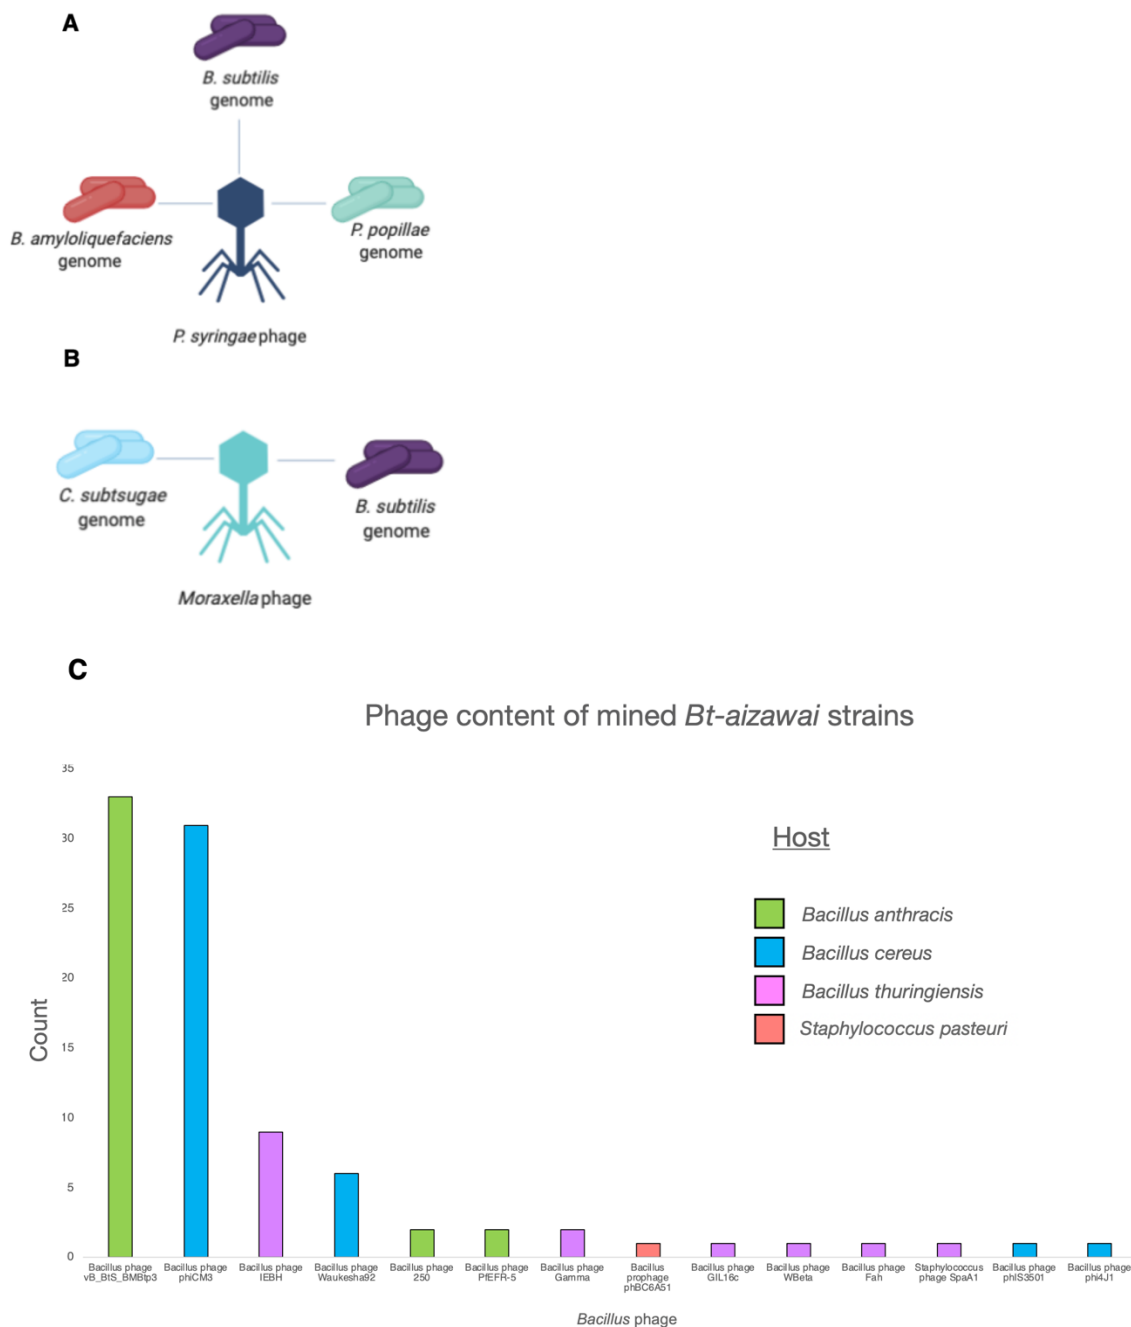 A
B. subtilis
genome
B. amyloliquefaciens
genome
P. popillae
genome
P. syringae phage
B
C. subtsugae
genome
B. subtilis
genome
Moraxella phage
C
Phage content of mined Bt-aizawai strains
35
30
25
20
15
10
5
0
Count
Host
Bacillus anthracis
Bacillus cereus
Bacillus thuringiensis
Staphylococcus pasteuri
Bacillus phage
vB_BtS_BMBtp3
Bacillus phage
phiCM3
Bacillus phage
IEBH
Bacillus phage
Waukesha92
Bacillus phage
250
Bacillus phage
PfEFR-5
Bacillus phage
Gamma
Bacillus
prophage
phBC6A51
Bacillus phage
GIL16c
Bacillus phage
WBeta
Bacillus phage
Fah
Staphylococcus
phage SpaA1
Bacillus phage
phIS3501
Bacillus phage
phi4J1
Bacillus phage